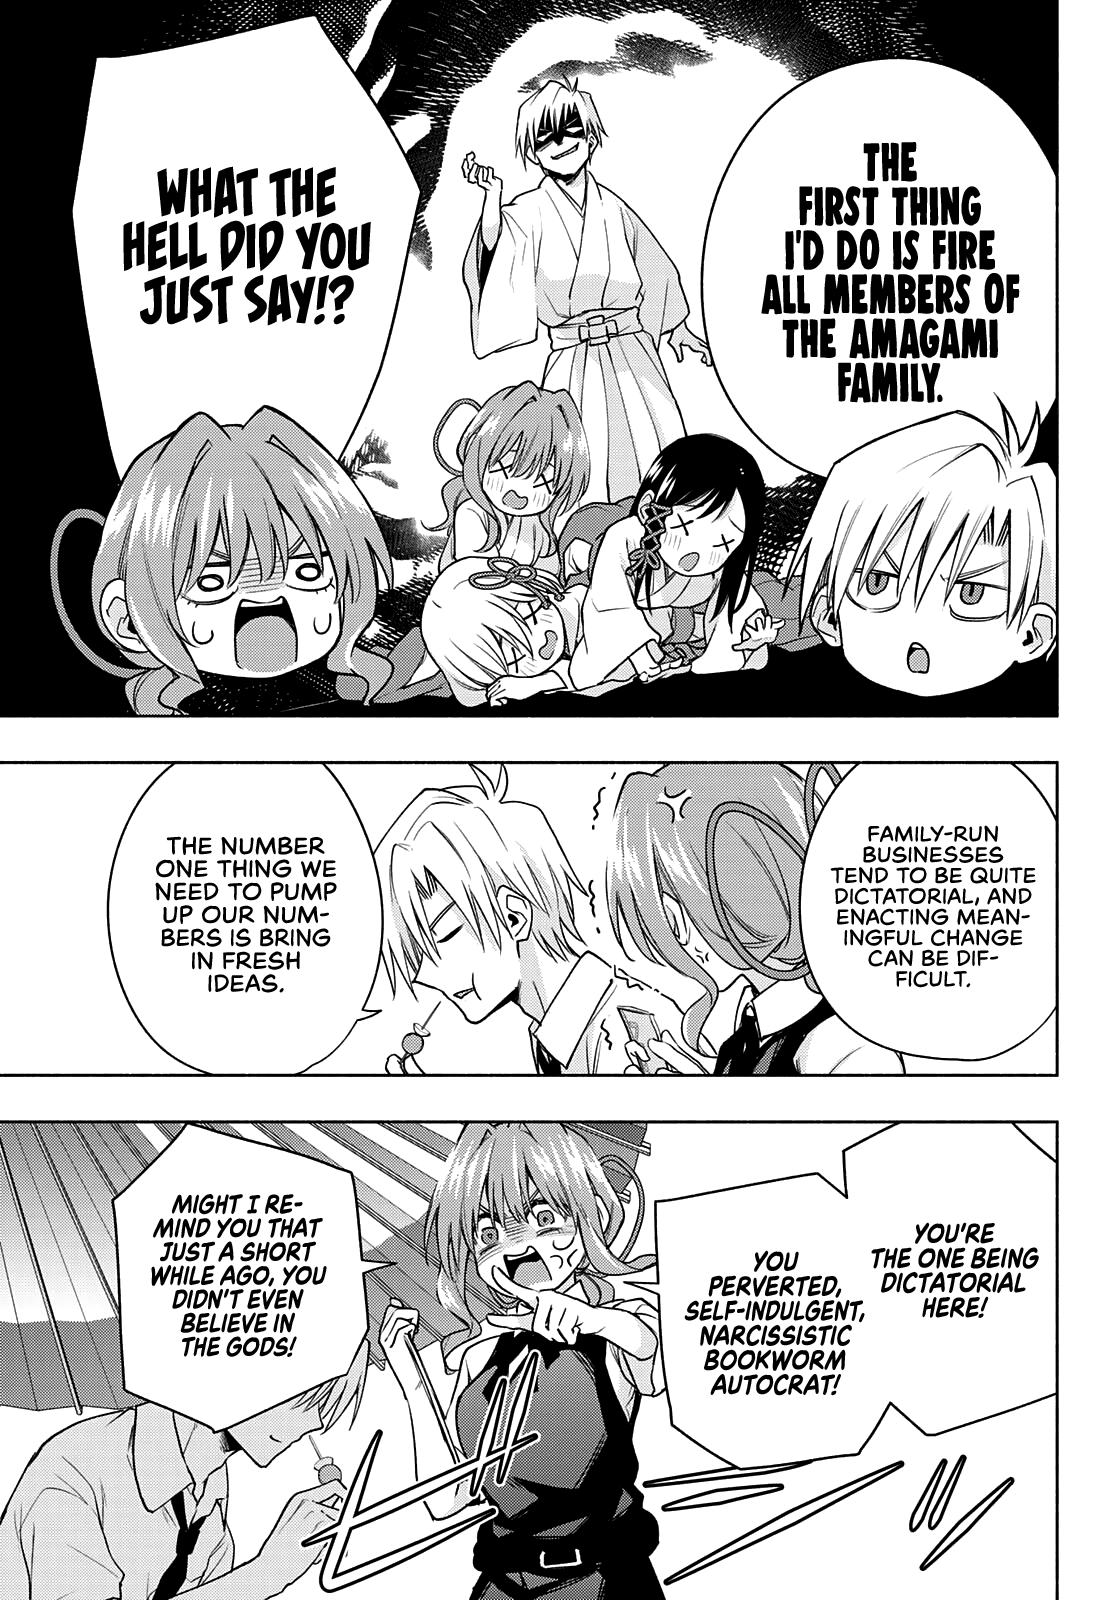 THE
FIRST THING
I'D DO IS FIRE
ALL MEMBERS OF
THE AMAGAMI
FAMILY.
WHAT THE
HELL DID YOU
JUST SAY!?
FAMILY-RUN
BUSINESSES
TEND TO BE QUITE
DICTATORIAL, AND
ENACTING MEAN-
INGFUL CHANGE
CAN BE DIF-
FICULT.
THE NUMBER
ONE THING WE
NEED TO PUMP
UP OUR NUM-
BERS IS BRING
IN FRESH
IDEAS.
YOU'RE
THE ONE BEING
DICTATORIAL
HERE!
YOU
PERVERTED,
SELF-INDULGENT,
NARCISSISTIC
BOOKWORM
AUTOCRAT!
MIGHT I RE-
MIND YOU THAT
JUST A SHORT
WHILE AGO, YOU
DIDN'T EVEN
BELIEVE IN
THE GODS!